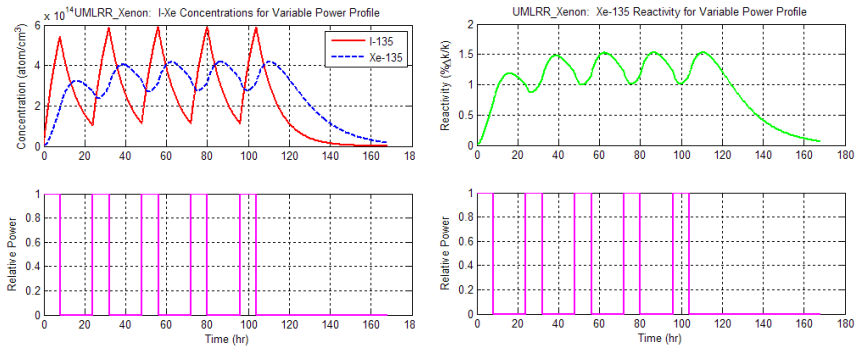 x 10^14 UMLRR_Xenon: I-Xe Concentrations for Variable Power Profile
Concentration (atom/cm^3)
6
4
2
0
I-135
Xe-135
0 20 40 60 80 100 120 140 160 18
Relative Power
1
0.8
0.6
0.4
0.2
0
0 20 40 60 80 100 120 140 160 180
Time (hr)
UMLRR_Xenon: Xe-135 Reactivity for Variable Power Profile
2
1.5
1
0.5
0
0 20 40 60 80 100 120 140 160 180
Relative Power
1
0.8
0.6
0.4
0.2
0
0 20 40 60 80 100 120 140 160 180
Time (hr)